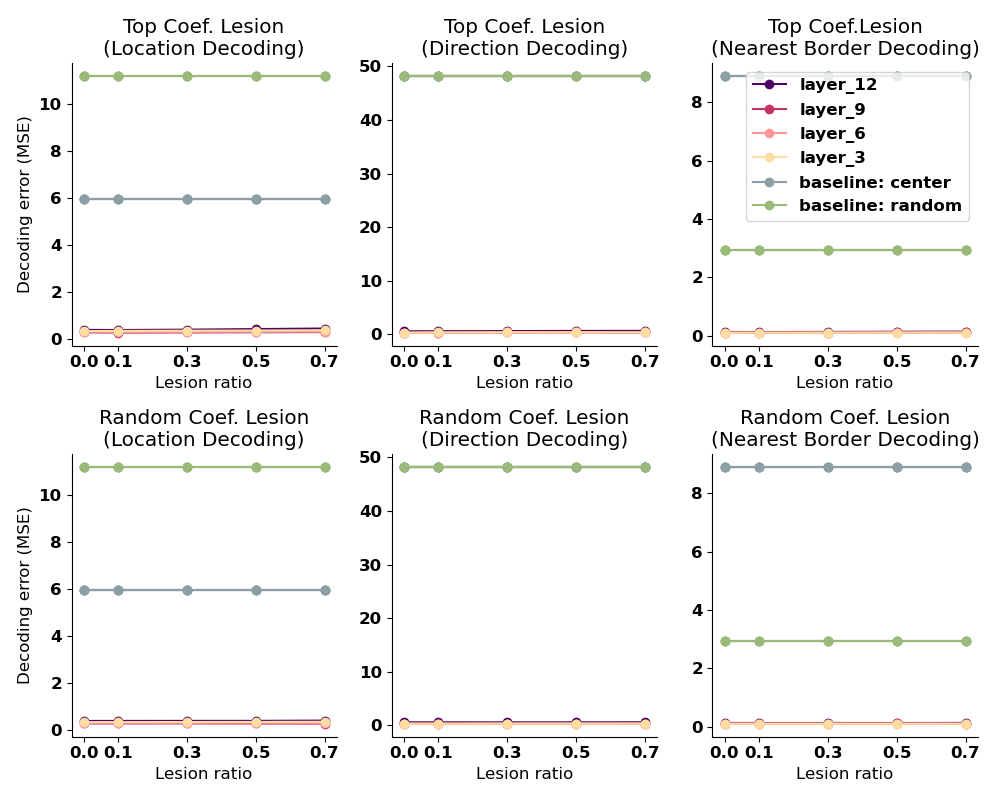 Top Coef. Lesion
(Location Decoding)
Decoding error (MSE)
10
8
6
4
2
0
0.0 0.1 0.3 0.5 0.7
Lesion ratio
Top Coef. Lesion
(Direction Decoding)
50
40
30
20
10
0
0.0 0.1 0.3 0.5 0.7
Lesion ratio
Top Coef.Lesion
(Nearest Border Decoding)
8
6
4
2
0
layer_12
layer_9
layer_6
layer_3
baseline: center
baseline: random
0.0 0.1 0.3 0.5 0.7
Lesion ratio
Random Coef. Lesion
(Location Decoding)
Decoding error (MSE)
10
8
6
4
2
0
0.0 0.1 0.3 0.5 0.7
Lesion ratio
Random Coef. Lesion
(Direction Decoding)
50
40
30
20
10
0
0.0 0.1 0.3 0.5 0.7
Lesion ratio
Random Coef. Lesion
(Nearest Border Decoding)
8
6
4
2
0
0.0 0.1 0.3 0.5 0.7
Lesion ratio